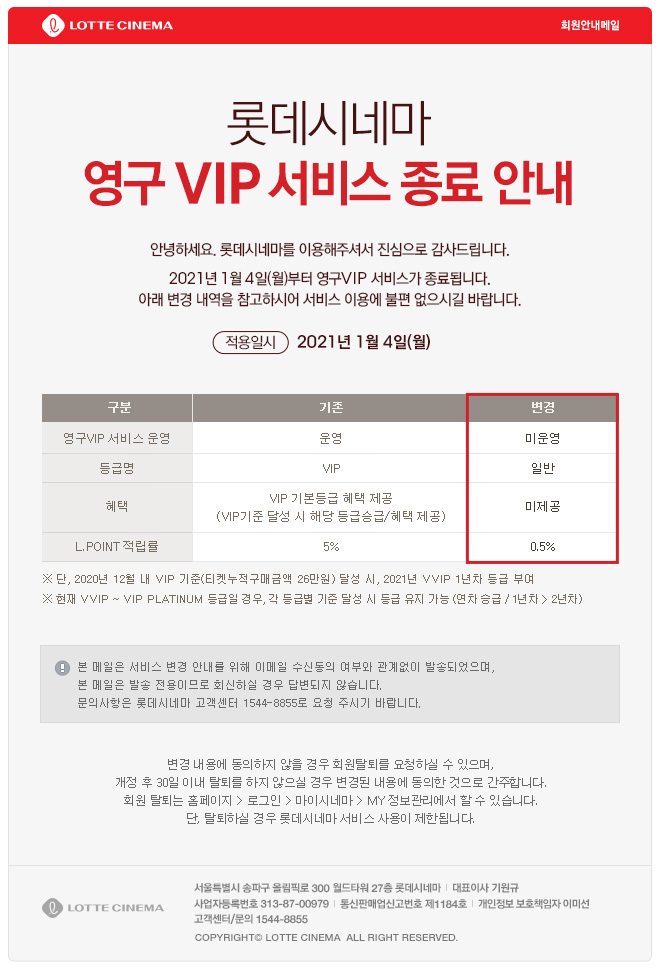 LOTTE CINEMA
회원안내메일
롯데시네마
영구 VIP 서비스 종료 안내
안녕하세요. 롯데시네마를 이용해주셔서 진심으로 감사드립니다.
2021년 1월 4일(월)부터 영구VIP 서비스가 종료됩니다.
아래 변경 내역을 참고하시어 서비스 이용에 불편 없으시길 바랍니다.
적용일시 2021년 1월 4일(월)
구분 기존 변경
영구VIP 서비스 운영 운영 미운영
등급명 VIP 일반
혜택 VIP 기본등급 혜택 제공 미제공
(VIP기준 달성 시 해당 등급승급/혜택 제공)
L.POINT 적립률 5% 0.5%
※ 단, 2020년 12월 내 VIP 기준(티켓누적구매금액 26만원) 달성 시, 2021년 VVIP 1년차 등급 부여
※ 현재 VVIP ~ VIP PLATINUM 등급일 경우, 각 등급별 기준 달성 시 등급 유지 가능 (연차 승급 / 1년차 > 2년차)
본 메일은 서비스 변경 안내를 위해 이메일 수신동의 여부와 관계없이 발송되었으며,
본 메일은 발송 전용이므로 회신하실 경우 답변되지 않습니다.
문의사항은 롯데시네마 고객센터 1544-8855로 요청 주시기 바랍니다.
변경 내용에 동의하지 않을 경우 회원탈퇴를 요청하실 수 있으며,
개정 후 30일 이내 탈퇴를 하지 않으실 경우 변경된 내용에 동의한 것으로 간주합니다.
회원 탈퇴는 홈페이지 > 로그인 > 마이시네마 > MY 정보관리에서 할 수 있습니다.
단, 탈퇴하실 경우 롯데시네마 서비스 사용이 제한됩니다.
LOTTE CINEMA
서울특별시 송파구 올림픽로 300 월드타워 27층 롯데시네마 | 대표이사 기원규
사업자등록번호 313-87-00979 | 통신판매업신고번호 제1184호 | 개인정보 보호책임자 이미선
고객센터/문의 1544-8855
COPYRIGHT© LOTTE CINEMA ALL RIGHT RESERVED.